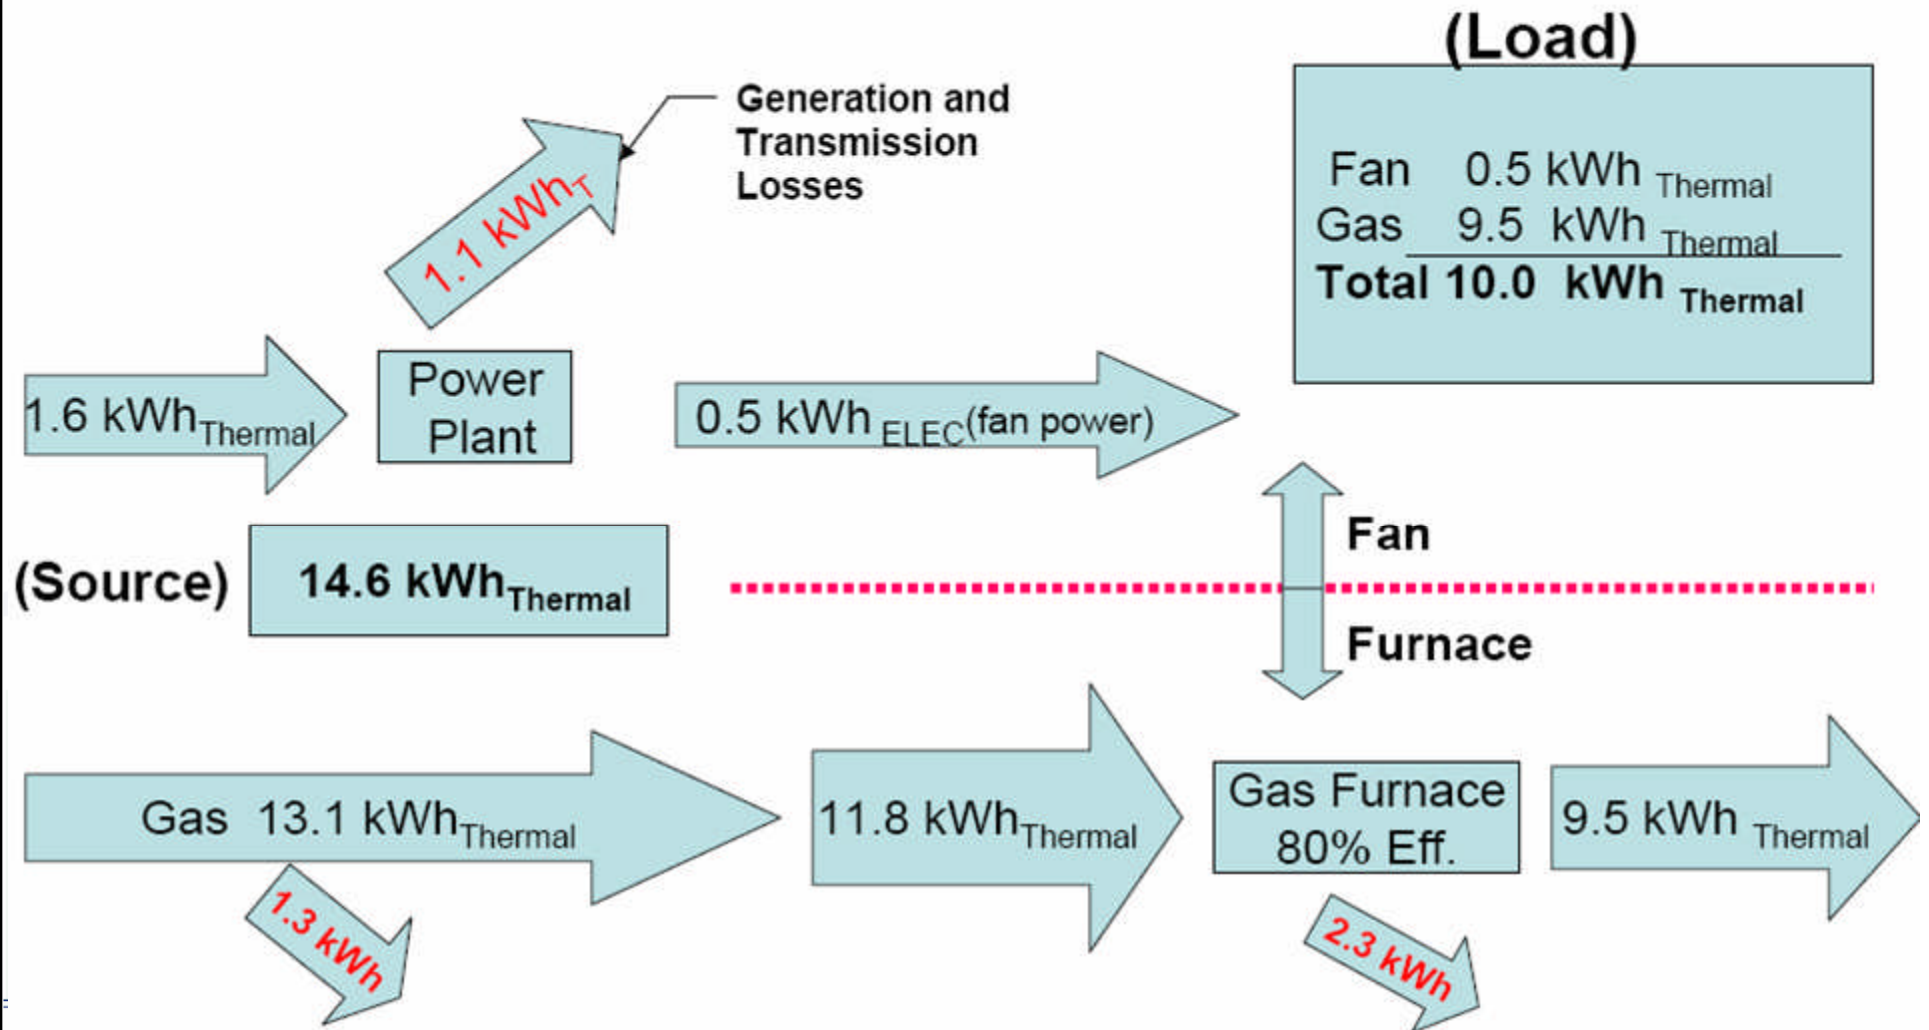 (Load)
Generation and
Transmission
Losses
1.1 kWhT
Fan 0.5 kWh Thermal
Gas 9.5 kWh Thermal
Total 10.0 kWh Thermal
1.6 kWhThermal
Power
Plant
0.5 kWh ELEC(fan power)
(Source)
14.6 kWhThermal
Fan
Furnace
Gas 13.1 kWhThermal
11.8 kWhThermal
Gas Furnace
80% Eff.
9.5 kWh Thermal
1.3 kWh
2.3 kWh